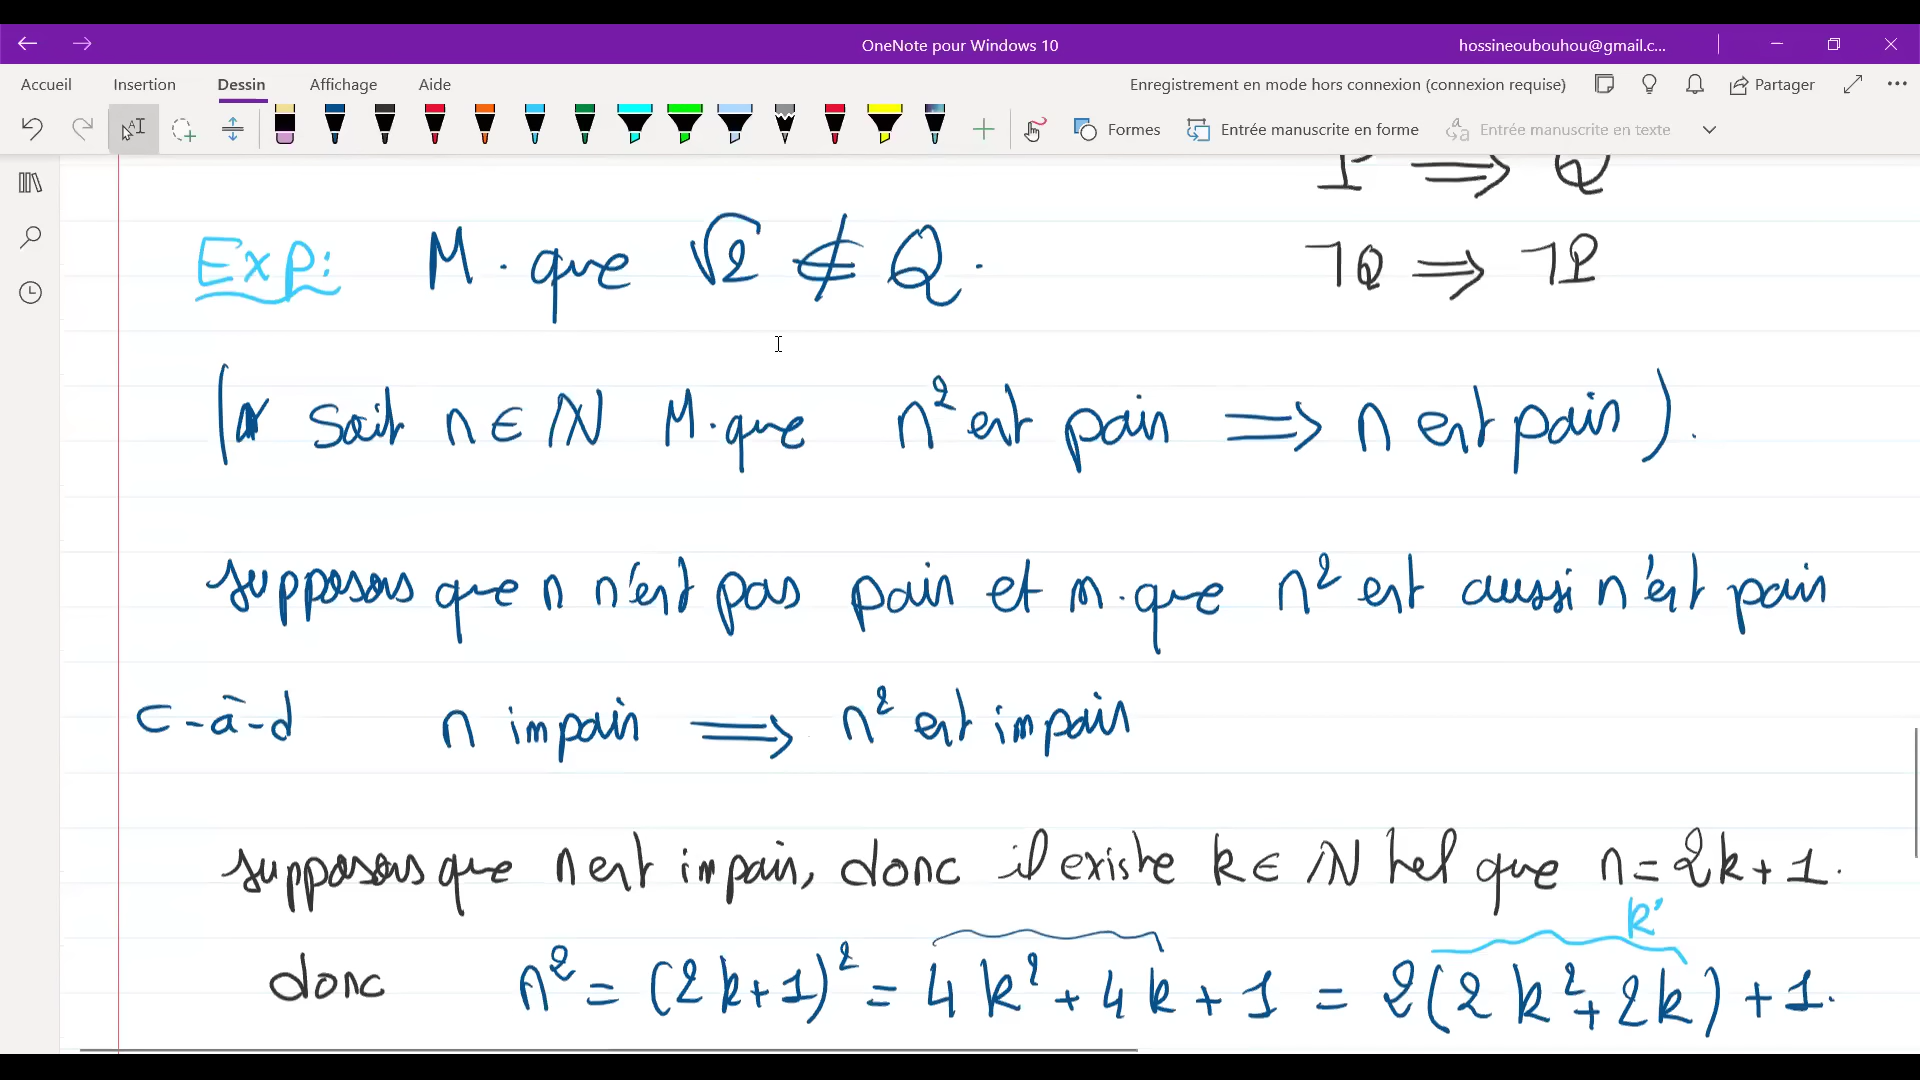 OneNote pour Windows 10
hossineoubouhou@gmail.c...
Accueil Insertion Dessin Affichage Aide
Enregistrement en mode hors connexion (connexion requise)
Partager
Formes
Entrée manuscrite en forme
Entrée manuscrite en texte
P ⟹ Q
Exp: M. que √2 ∉ Q.
¬Q ⟹ ¬P
( soit n ∈ ℕ M. que n² est pair ⟹ n est pair ).
supposons que n n'est pas pair et m. que n² est aussi n'est pair
c-à-d n impair ⟹ n² est impair
supposons que n est impair, donc il existe k ∈ ℕ tel que n = 2k + 1.
k'
donc n² = (2k+1)² = 4k² + 4k + 1 = 2(2k² + 2k) + 1.